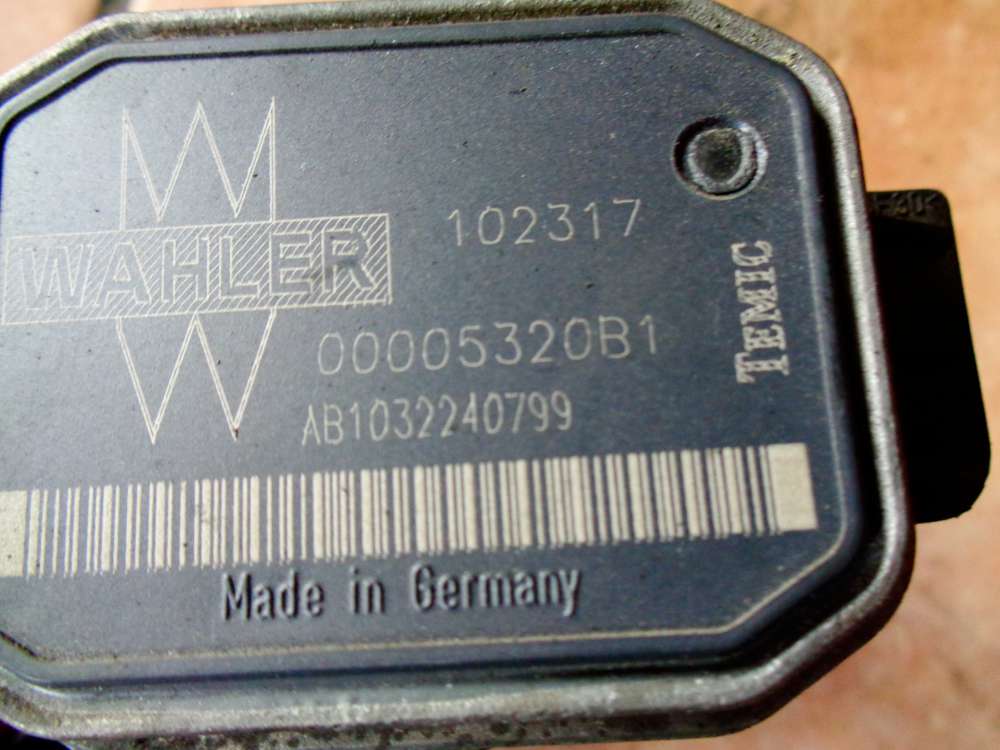 WAHLER
102317
00005320B1
AB1032240799
TEMIC
Made in Germany